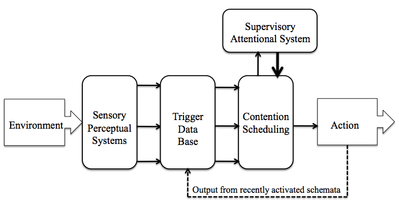 Supervisory
Attentional System
Environment
Sensory
Perceptual
Systems
Trigger
Data
Base
Contention
Scheduling
Action
Output from recently activated schemata